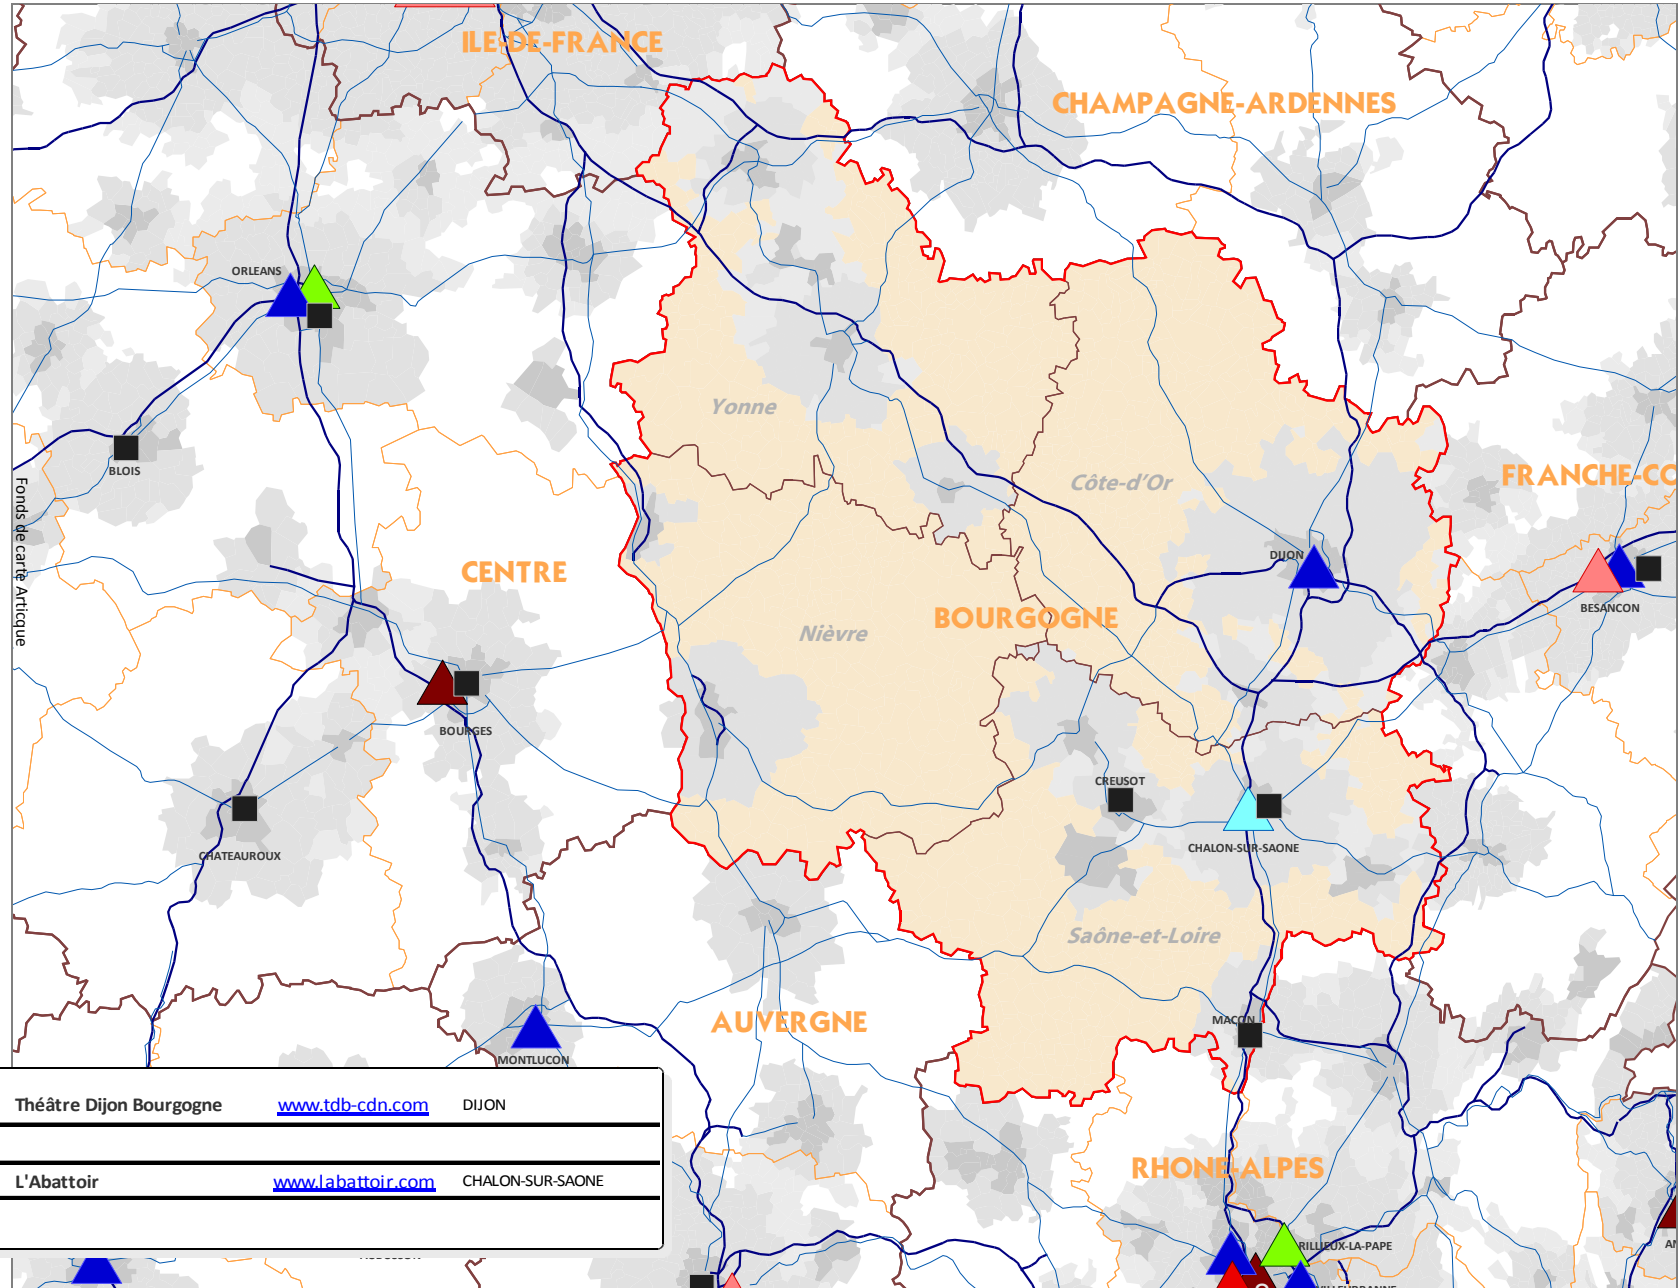 ILE-DE-FRANCE
CHAMPAGNE-ARDENNES
ORLEANS
Yonne
BLOIS
Côte-d'Or
FRANCHE-CO
Fonds de carte Articque
DIJON
CENTRE
BESANCON
BOURGOGNE
Nièvre
BOURGES
CREUSOT
CHALON-SUR-SAONE
CHATEAUROUX
Saône-et-Loire
AUVERGNE
MACON
MONTLUCON
Théâtre Dijon Bourgogne www.tdb-cdn.com DIJON
RHONE-ALPES
L'Abattoir www.labattoir.com CHALON-SUR-SAONE
RILLIEUX-LA-PAPE